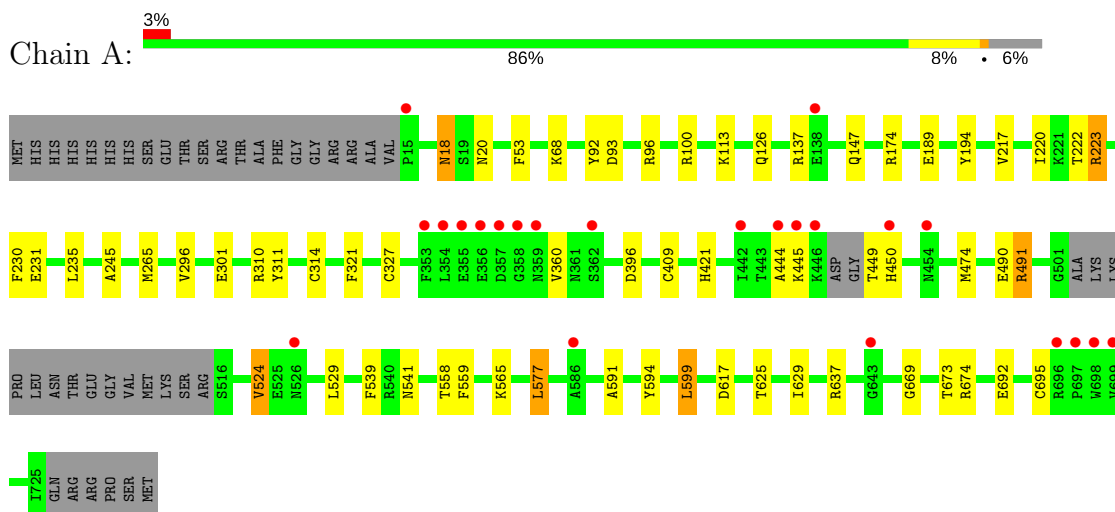 3%
Chain A:
86% 8% • 6%
MET HIS HIS HIS HIS HIS HIS SER GLU THR SER ARG THR ALA PHE GLY GLY ARG ARG ALA VAL P15 N18 S19 N20 F53 K68 Y92 D93 R96 R100 K113 Q126 R137 E138 Q147 R174 E189 Y194 V217 I220 K221 T222 R223
F230 E231 L235 A245 M265 V296 E301 R310 Y311 C314 F321 C327 F353 L354 E355 E356 D357 G358 N359 V360 N361 S362 D396 C409 H421 I442 T443 A444 K445 K446 ASP GLY T449 H450 N454 M474 E490 R491 G501 ALA LYS LYS
PRO LEU ASN THR GLU GLY VAL MET LYS SER ARG S516 V524 E525 N526 L529 F539 R540 N541 T558 F559 K565 L577 A586 A591 Y594 L599 D617 T625 I629 R637 G643 G669 T673 R674 E692 C695 R696 P697 W698 V699
I725 GLN ARG ARG PRO SER MET